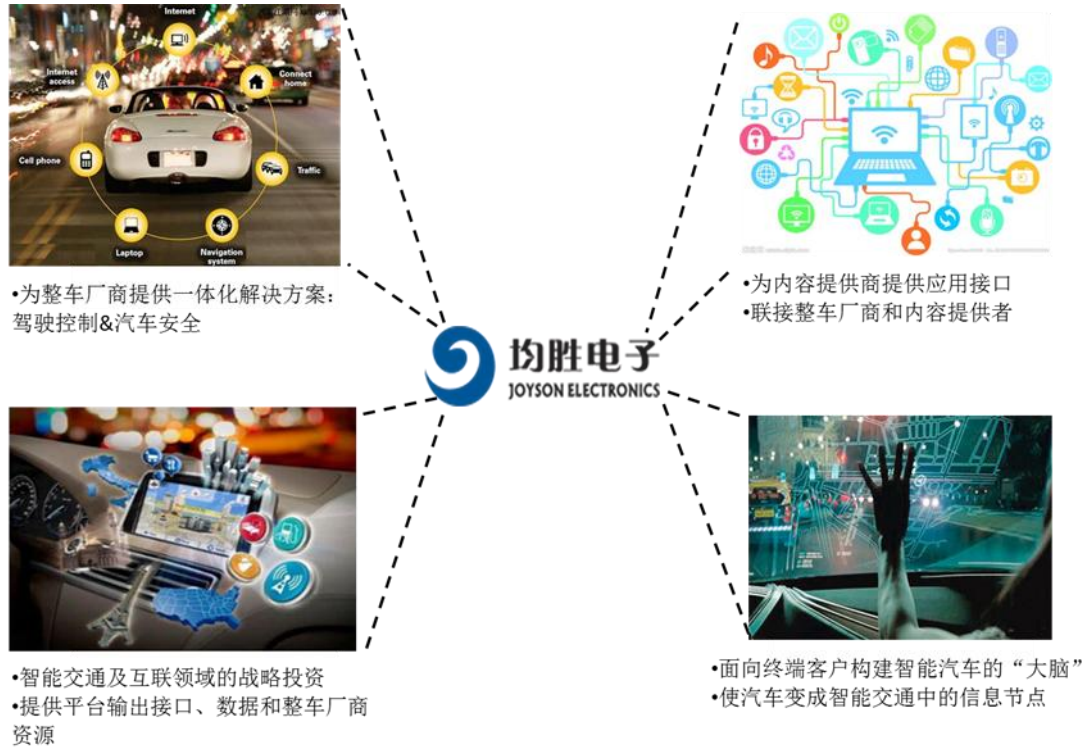 Internet
Internet
access
Connect
home
Cell phone
Traffic
Laptop
Navigation
system
•为整车厂商提供一体化解决方案：
驾驶控制&汽车安全
•为内容提供商提供应用接口
•联接整车厂商和内容提供者
均胜电子
JOYSON ELECTRONICS
•智能交通及互联领域的战略投资
•提供平台输出接口、数据和整车厂商
资源
•面向终端客户构建智能汽车的“大脑”
•使汽车变成智能交通中的信息节点